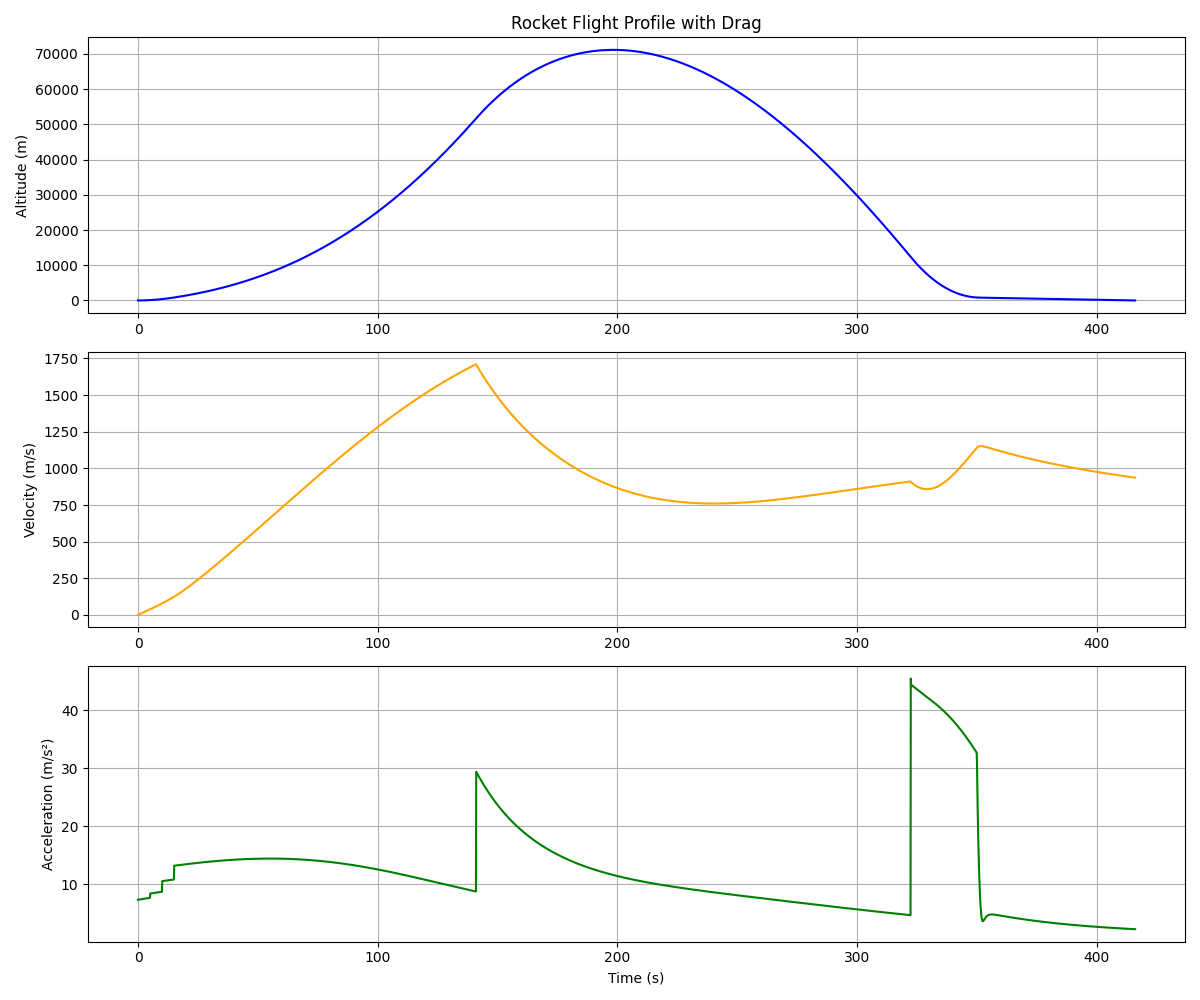 Rocket Flight Profile with Drag
Altitude (m)
70000
60000
50000
40000
30000
20000
10000
0
0 100 200 300 400
Velocity (m/s)
1750
1500
1250
1000
750
500
250
0
0 100 200 300 400
Acceleration (m/s²)
40
30
20
10
0 100 200 300 400
Time (s)